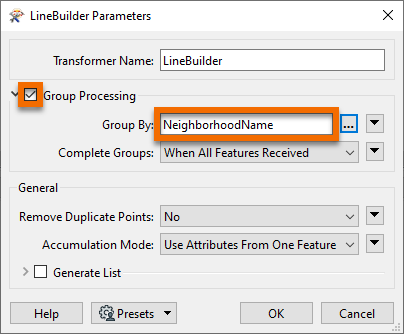 LineBuilder Parameters
Transformer Name: LineBuilder
Group Processing
Group By: NeighborhoodName ...
Complete Groups: When All Features Received
General
Remove Duplicate Points: No
Accumulation Mode: Use Attributes From One Feature
Generate List
Help Presets OK Cancel